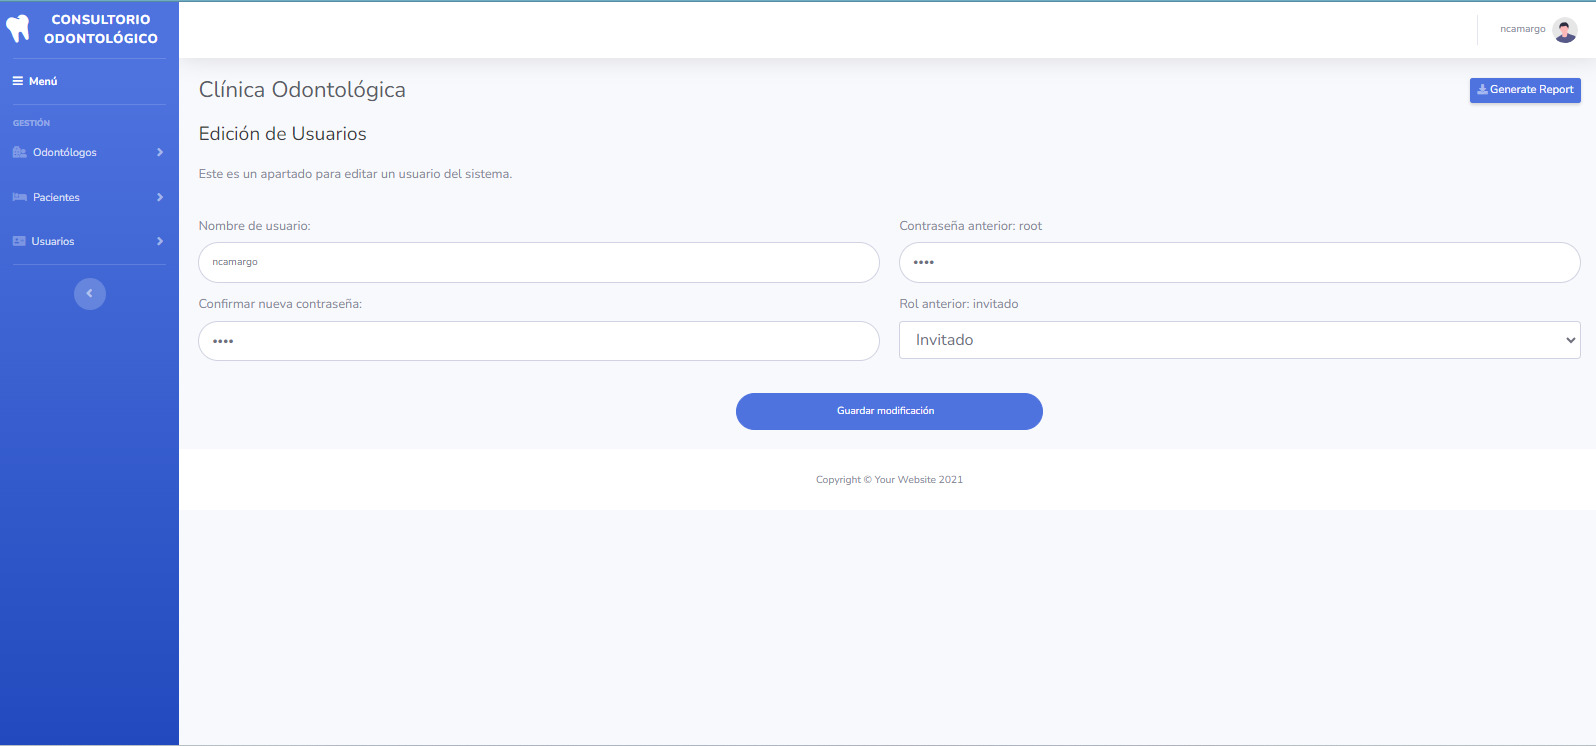 CONSULTORIO
ODONTOLÓGICO
Menú
GESTIÓN
Odontólogos
Pacientes
Usuarios
ncamargo
Clínica Odontológica
Generate Report
Edición de Usuarios
Este es un apartado para editar un usuario del sistema.
Nombre de usuario:
Contraseña anterior: root
ncamargo
••••
Confirmar nueva contraseña:
Rol anterior: invitado
••••
Invitado
Guardar modificación
Copyright © Your Website 2021